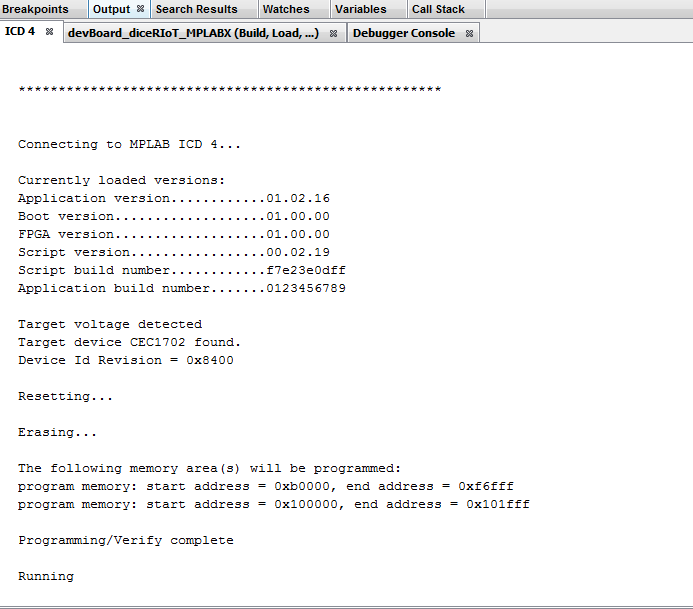 Breakpoints Output Search Results Watches Variables Call Stack
ICD 4 devBoard_diceRIoT_MPLABX (Build, Load, ...) Debugger Console
*****************************************************
Connecting to MPLAB ICD 4...
Currently loaded versions:
Application version............01.02.16
Boot version...................01.00.00
FPGA version...................01.00.00
Script version.................00.02.19
Script build number............f7e23e0dff
Application build number.......0123456789
Target voltage detected
Target device CEC1702 found.
Device Id Revision = 0x8400
Resetting...
Erasing...
The following memory area(s) will be programmed:
program memory: start address = 0xb0000, end address = 0xf6fff
program memory: start address = 0x100000, end address = 0x101fff
Programming/Verify complete
Running